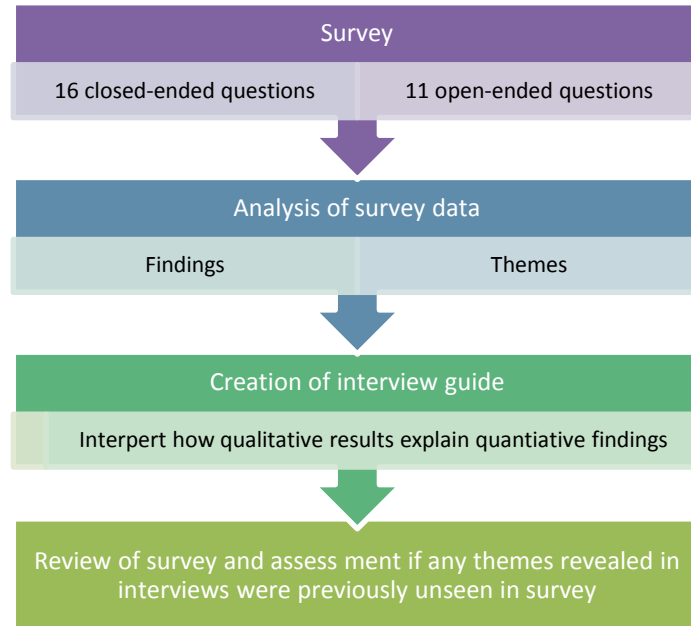 Survey
16 closed-ended questions
11 open-ended questions
Analysis of survey data
Findings
Themes
Creation of interview guide
Interpert how qualitative results explain quantiative findings
Review of survey and assess ment if any themes revealed in
interviews were previously unseen in survey